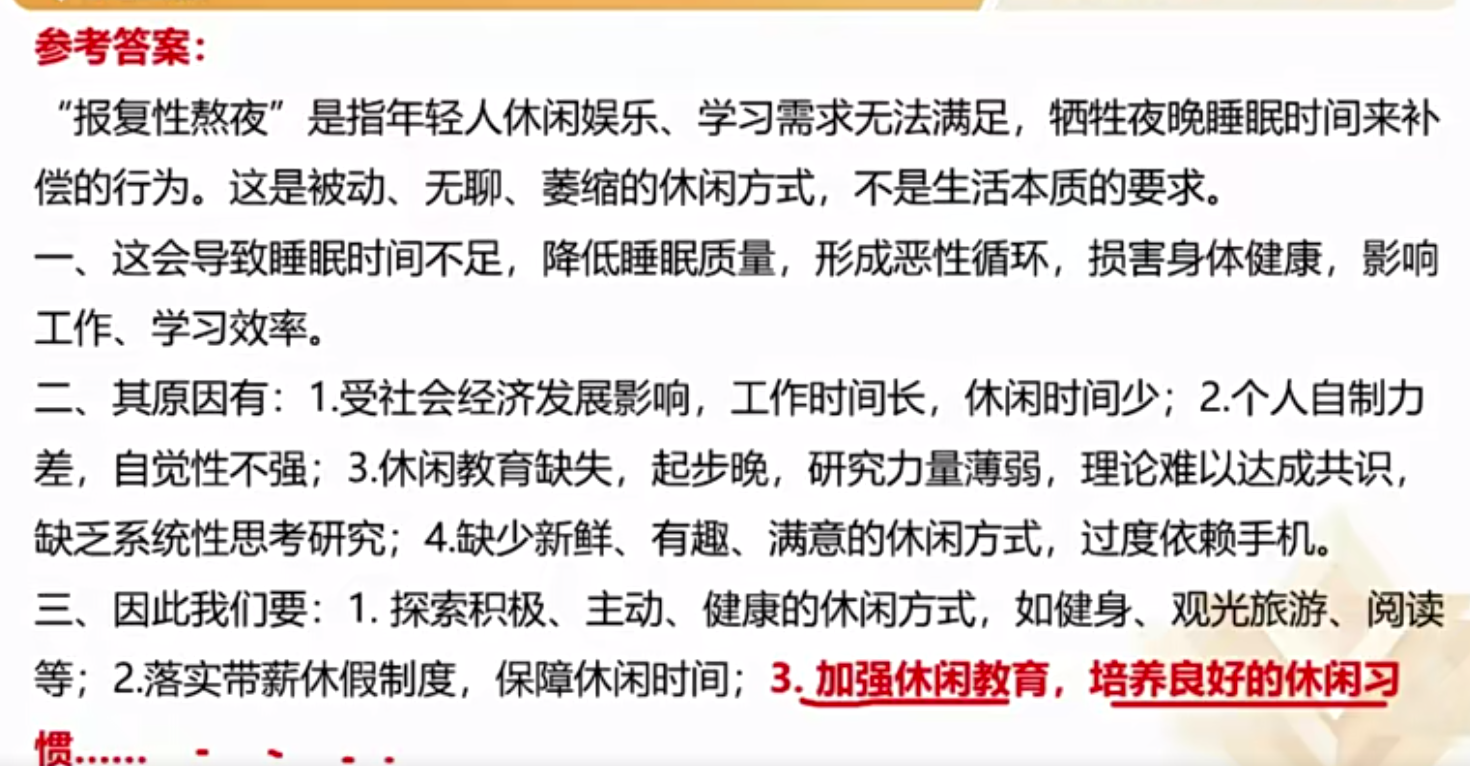 参考答案：
“报复性熬夜”是指年轻人休闲娱乐、学习需求无法满足，牺牲夜晚睡眠时间来补
偿的行为。这是被动、无聊、萎缩的休闲方式，不是生活本质的要求。
一、这会导致睡眠时间不足，降低睡眠质量，形成恶性循环，损害身体健康，影响
工作、学习效率。
二、其原因有：1.受社会经济发展影响，工作时间长，休闲时间少；2.个人自制力
差，自觉性不强；3.休闲教育缺失，起步晚，研究力量薄弱，理论难以达成共识，
缺乏系统性思考研究；4.缺少新鲜、有趣、满意的休闲方式，过度依赖手机。
三、因此我们要：1. 探索积极、主动、健康的休闲方式，如健身、观光旅游、阅读
等；2.落实带薪休假制度，保障休闲时间；3. 加强休闲教育，培养良好的休闲习
惯……